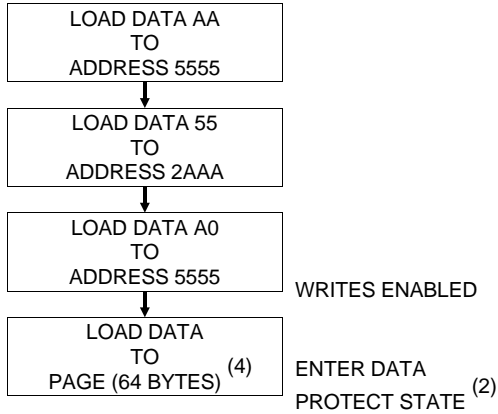 LOAD DATA AA
TO
ADDRESS 5555
LOAD DATA 55
TO
ADDRESS 2AAA
LOAD DATA A0
TO
ADDRESS 5555
WRITES ENABLED
LOAD DATA
TO
PAGE (64 BYTES) (4)
ENTER DATA
PROTECT STATE (2)